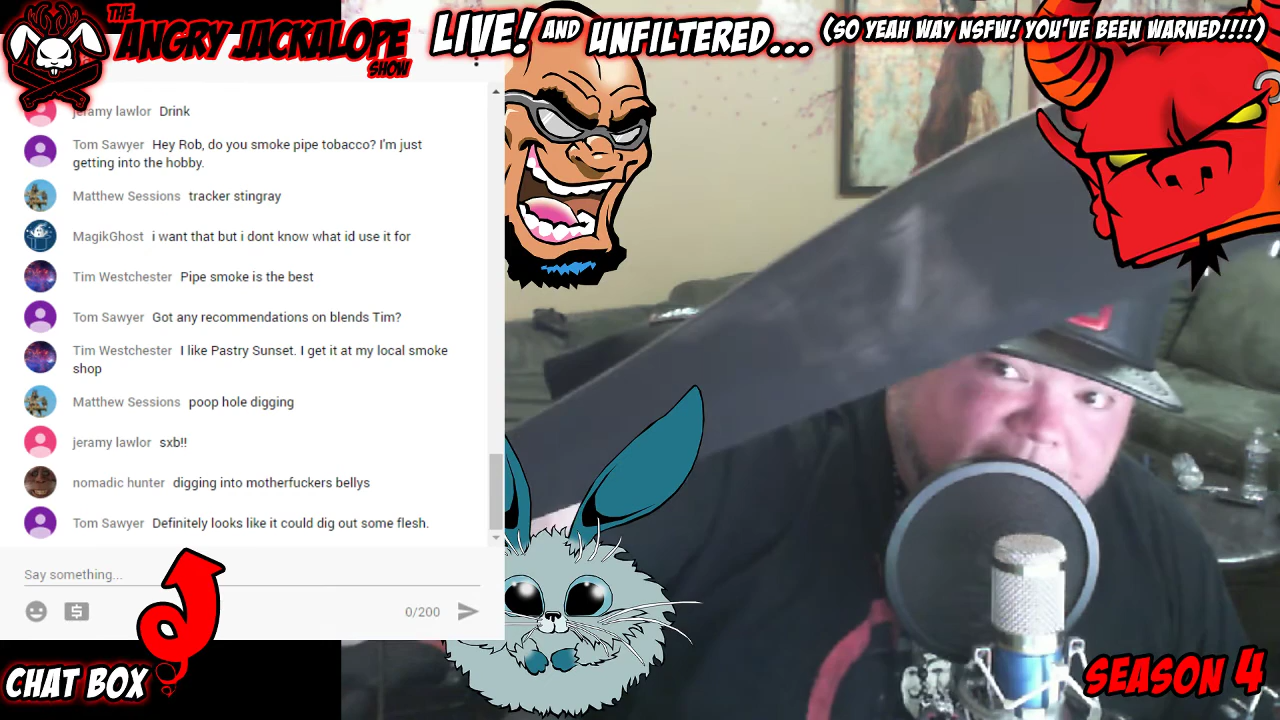 THE
ANGRY JACKALOPE
SHOW
LIVE! AND UNFILTERED... (SO YEAH WAY NSFW! YOU'VE BEEN WARNED!!!!)
jeramy lawlor Drink
Tom Sawyer Hey Rob, do you smoke pipe tobacco? I'm just
getting into the hobby.
Matthew Sessions tracker stingray
MagikGhost i want that but i dont know what id use it for
Tim Westchester Pipe smoke is the best
Tom Sawyer Got any recommendations on blends Tim?
Tim Westchester I like Pastry Sunset. I get it at my local smoke
shop
Matthew Sessions poop hole digging
jeramy lawlor sxb!!
nomadic hunter digging into motherfuckers bellys
Tom Sawyer Definitely looks like it could dig out some flesh.
Say something...
0/200
CHAT BOX
SEASON 4